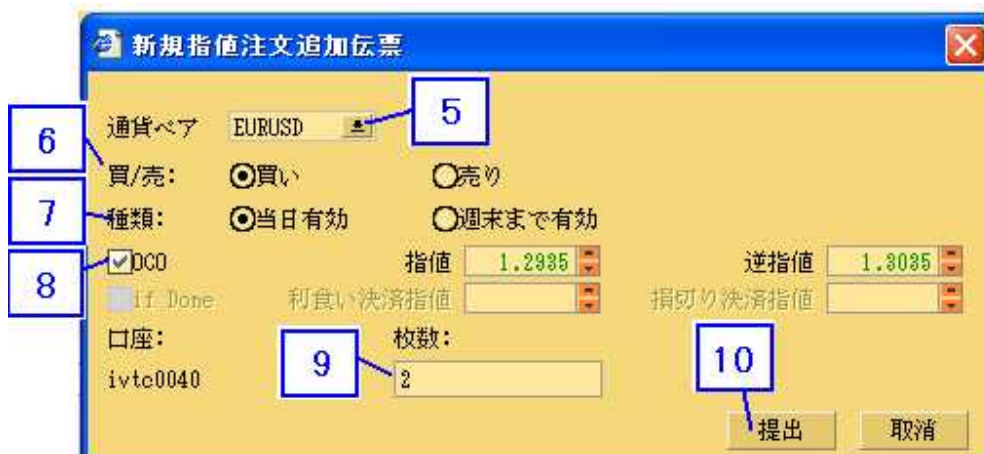 新規指値注文追加伝票
5
通貨ペア EURUSD
6
買/売: 買い 売り
7
種類: 当日有効 週末まで有効
8
OCO 指値 1.2935 逆指値 1.3035
if Done 利食い決済指値 損切り決済指値
口座: 枚数:
9
10
ivtc0040 2
提出 取消